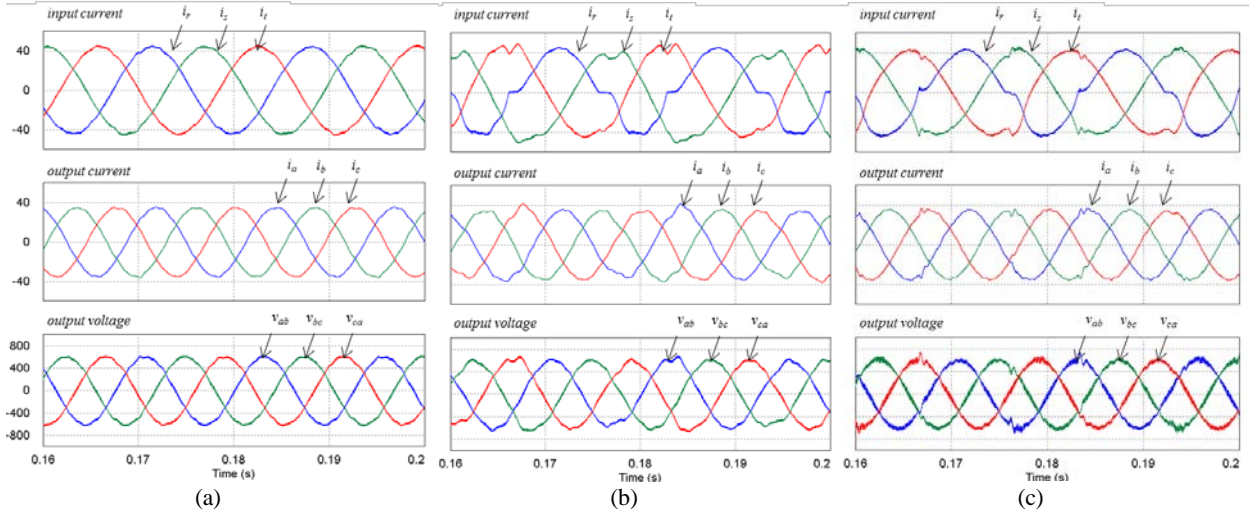 input current
i_r i_s i_t
40
0
-40
output current
i_a i_b i_c
40
0
-40
output voltage
v_ab v_bc v_ca
800
400
0
-400
-800
0.16 0.17 0.18 0.19 0.2
Time (s)
(a)
input current
i_r i_s i_t
output current
i_a i_b i_c
output voltage
v_ab v_bc v_ca
0.16 0.17 0.18 0.19 0.2
Time (s)
(b)
input current
i_r i_s i_t
output current
i_a i_b i_c
output voltage
v_ab v_bc v_ca
0.16 0.17 0.18 0.19 0.2
Time (s)
(c)